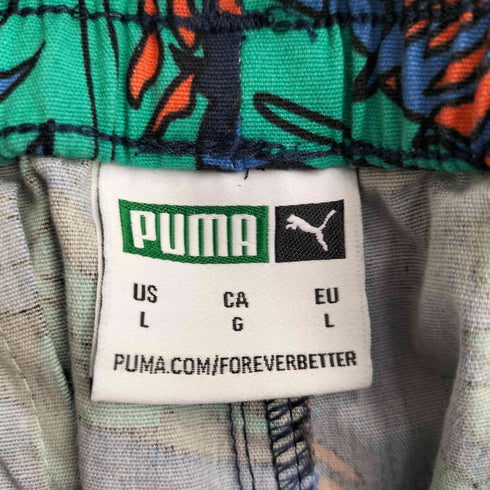 PUMA
US CA EU
L G L
PUMA.COM/FOREVERBETTER